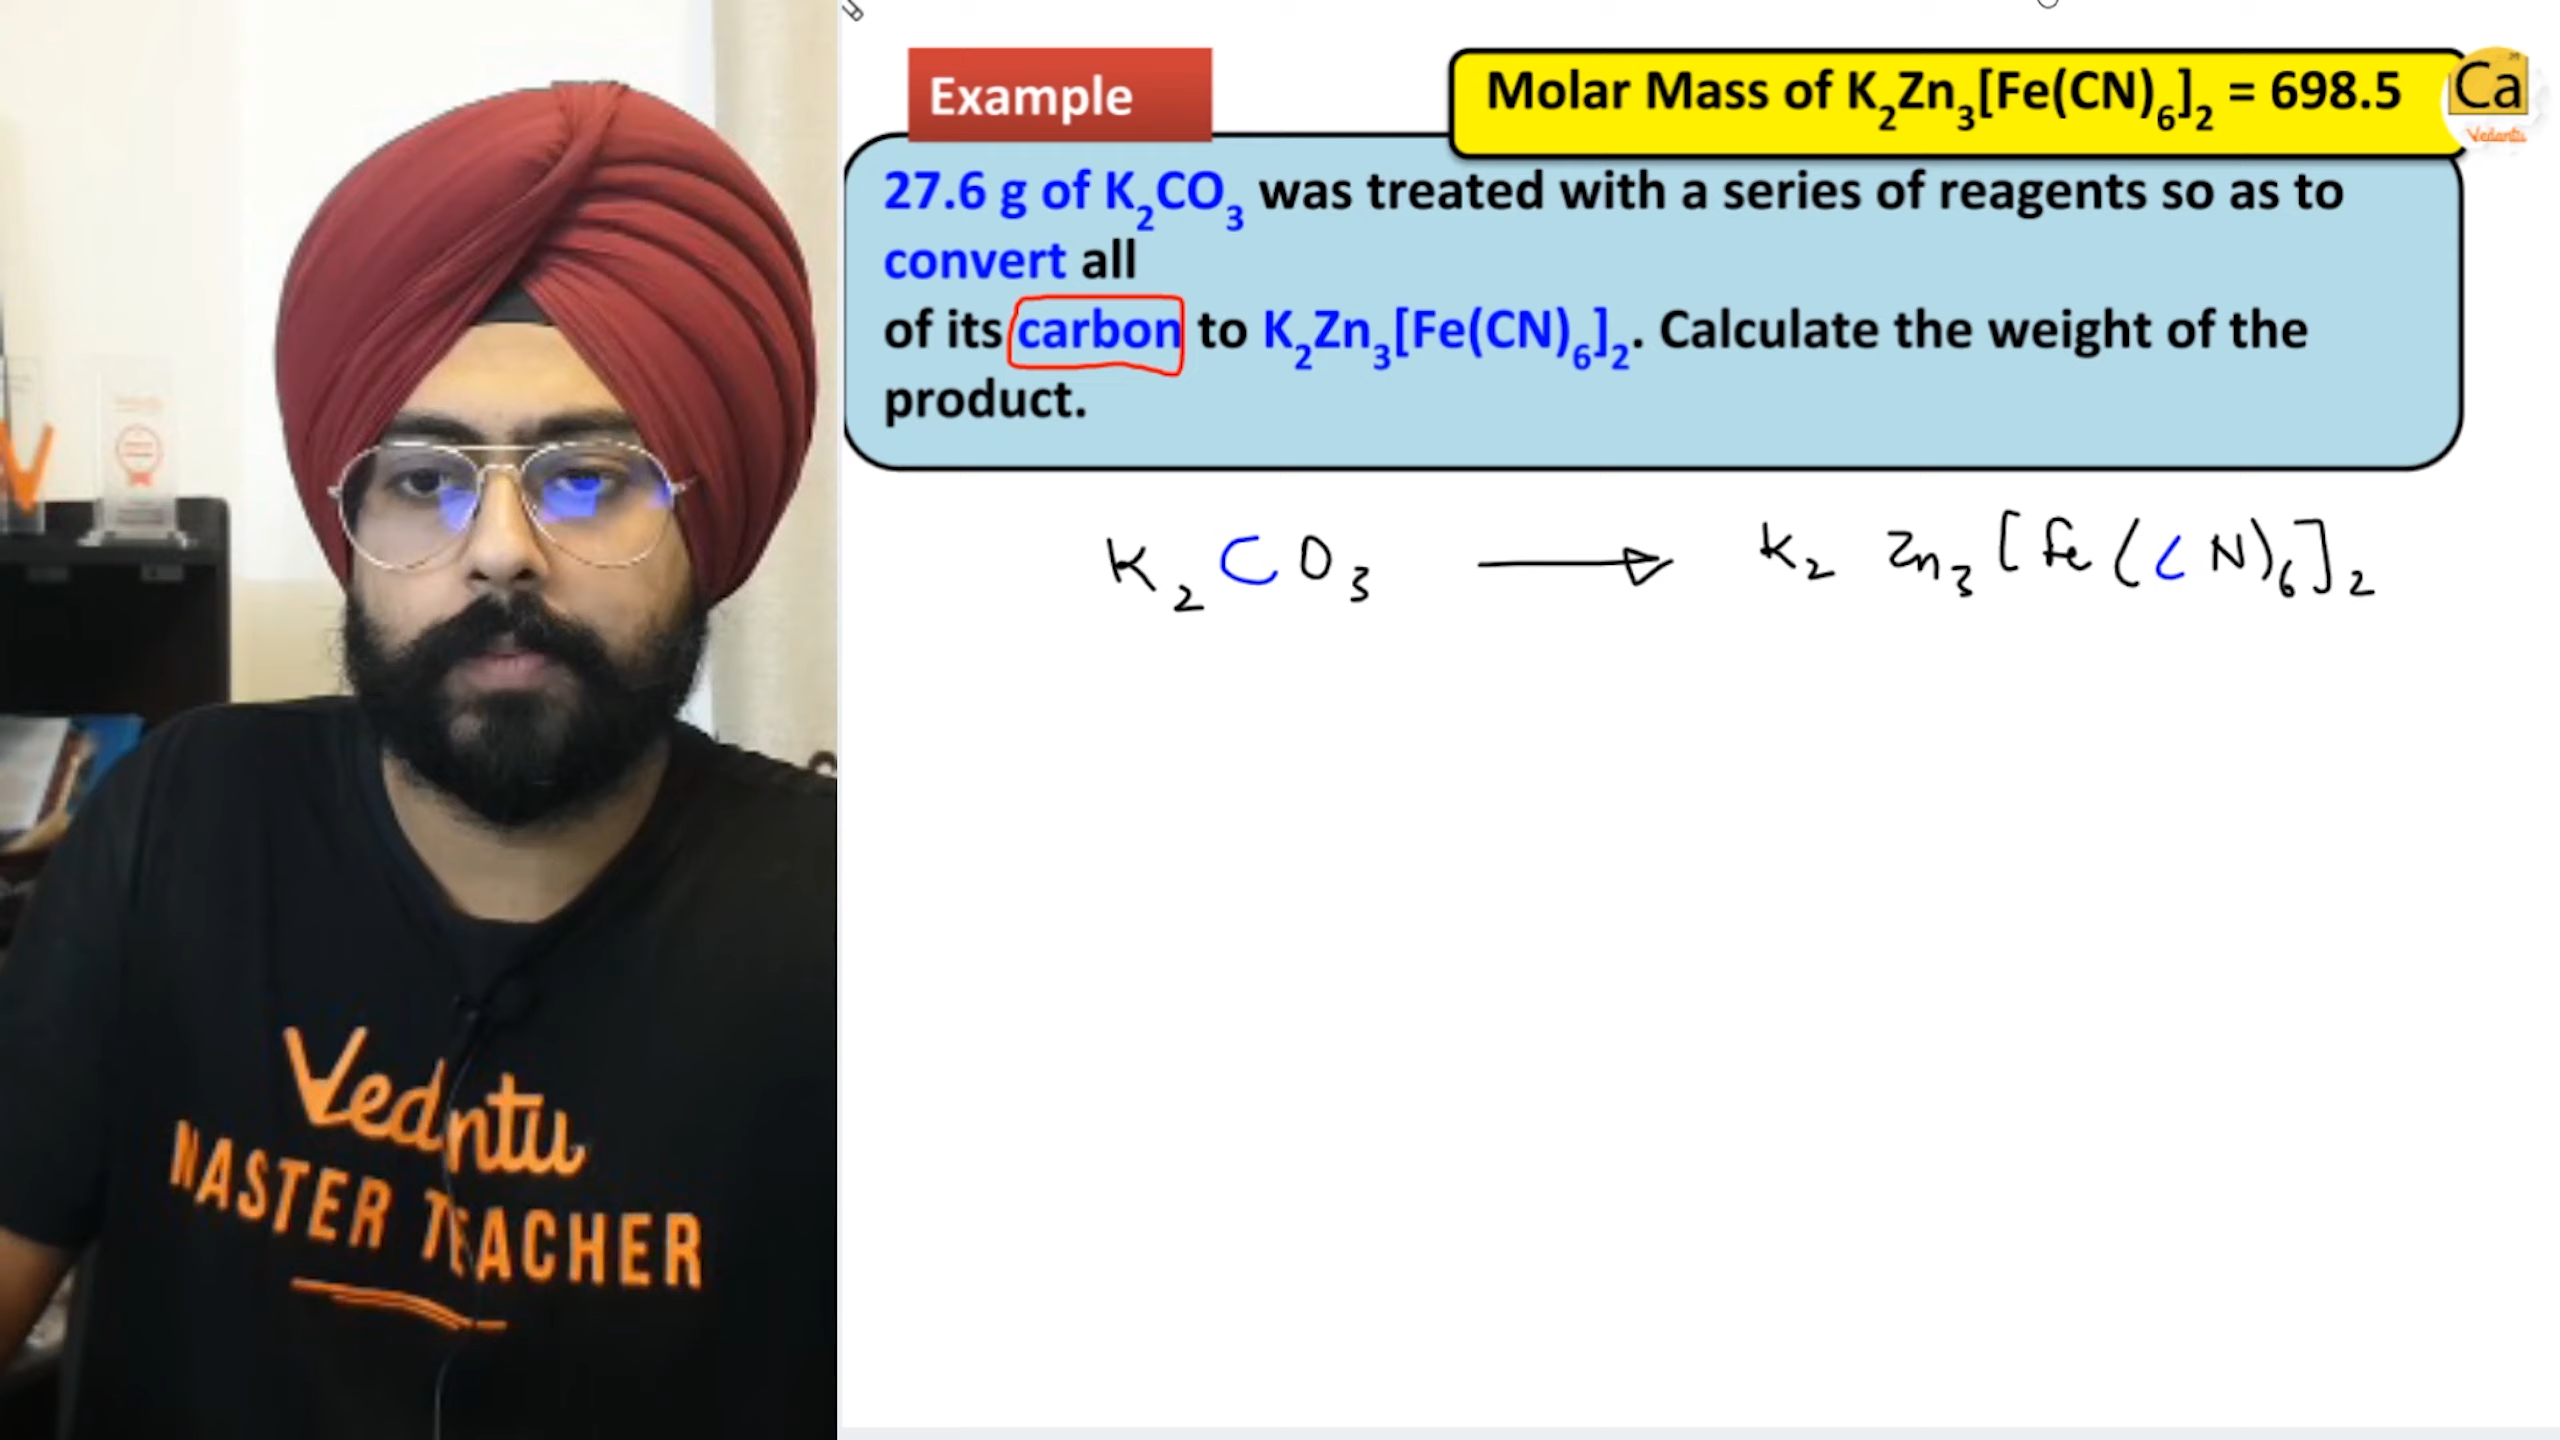 Example
Molar Mass of K₂Zn₃[Fe(CN)₆]₂ = 698.5
Ca
Vedantu
27.6 g of K₂CO₃ was treated with a series of reagents so as to
convert all
of its carbon to K₂Zn₃[Fe(CN)₆]₂. Calculate the weight of the
product.
K₂CO₃ ⟶ K₂ Zn₃ [Fe(CN)₆]₂
V
Vedantu
MASTER TEACHER